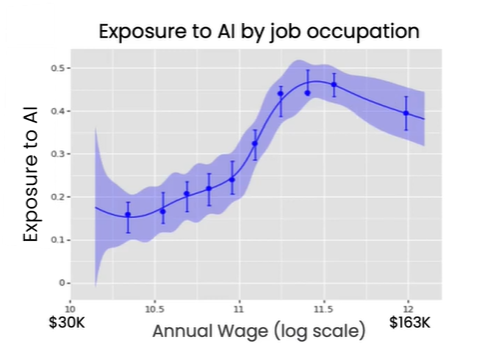 Exposure to AI by job occupation
Exposure to AI
0.5
0.4
0.3
0.2
0.1
0
10
10.5
11
11.5
12
$30K
$163K
Annual Wage (log scale)